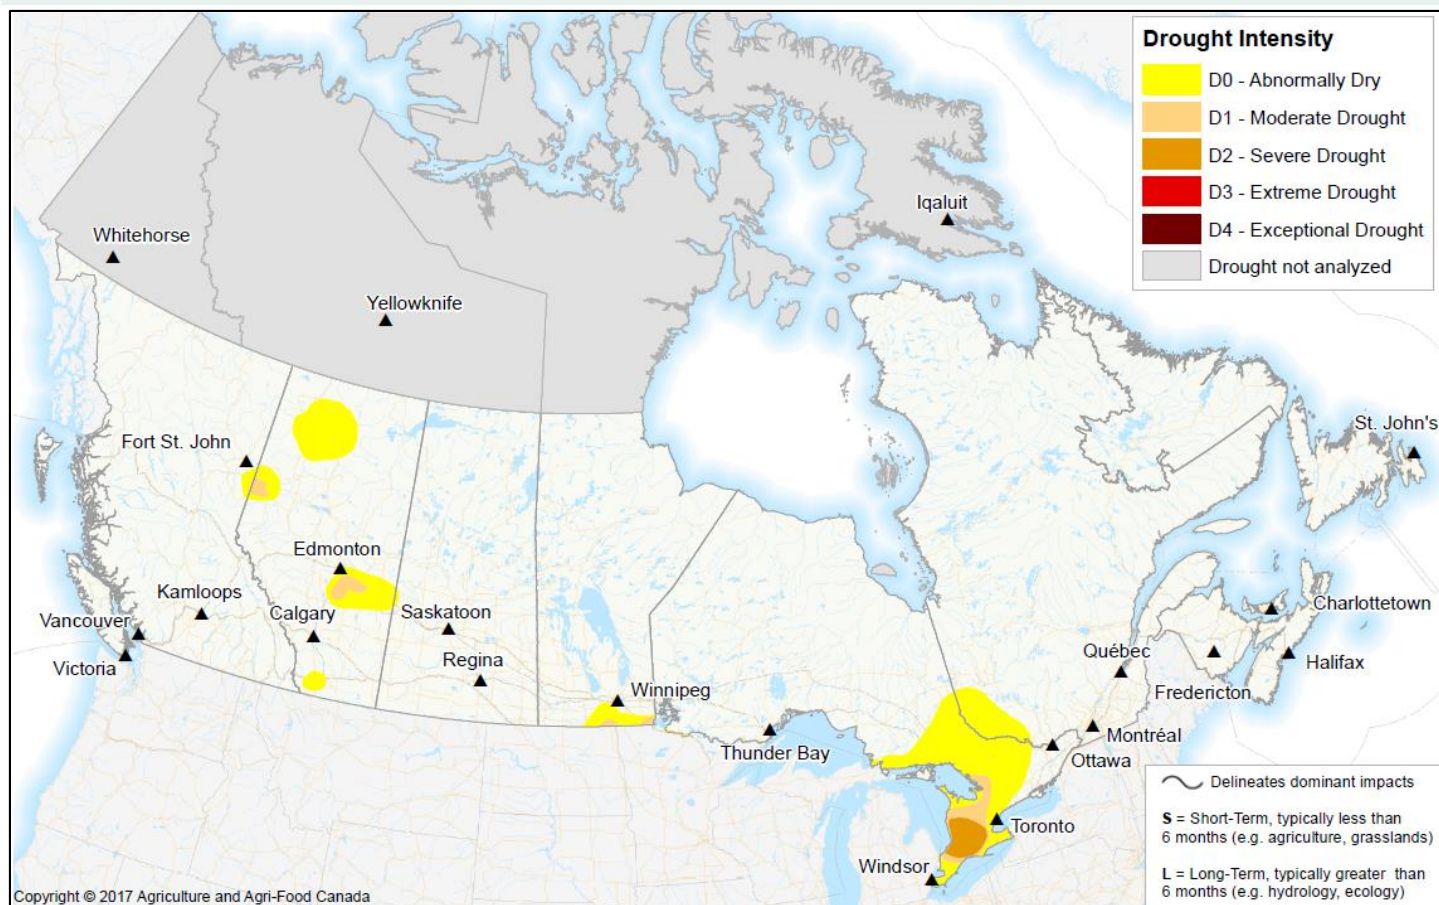 Drought Intensity
D0 - Abnormally Dry
D1 - Moderate Drought
D2 - Severe Drought
D3 - Extreme Drought
D4 - Exceptional Drought
Drought not analyzed
Iqaluit
Whitehorse
Yellowknife
Fort St. John
St. John's
Edmonton
Kamloops
Calgary
Saskatoon
Vancouver
Charlottetown
Victoria
Regina
Québec
Halifax
Winnipeg
Fredericton
Montréal
Thunder Bay
Ottawa
Toronto
Windsor
Delineates dominant impacts
S = Short-Term, typically less than
6 months (e.g. agriculture, grasslands)
L = Long-Term, typically greater than
6 months (e.g. hydrology, ecology)
Copyright © 2017 Agriculture and Agri-Food Canada